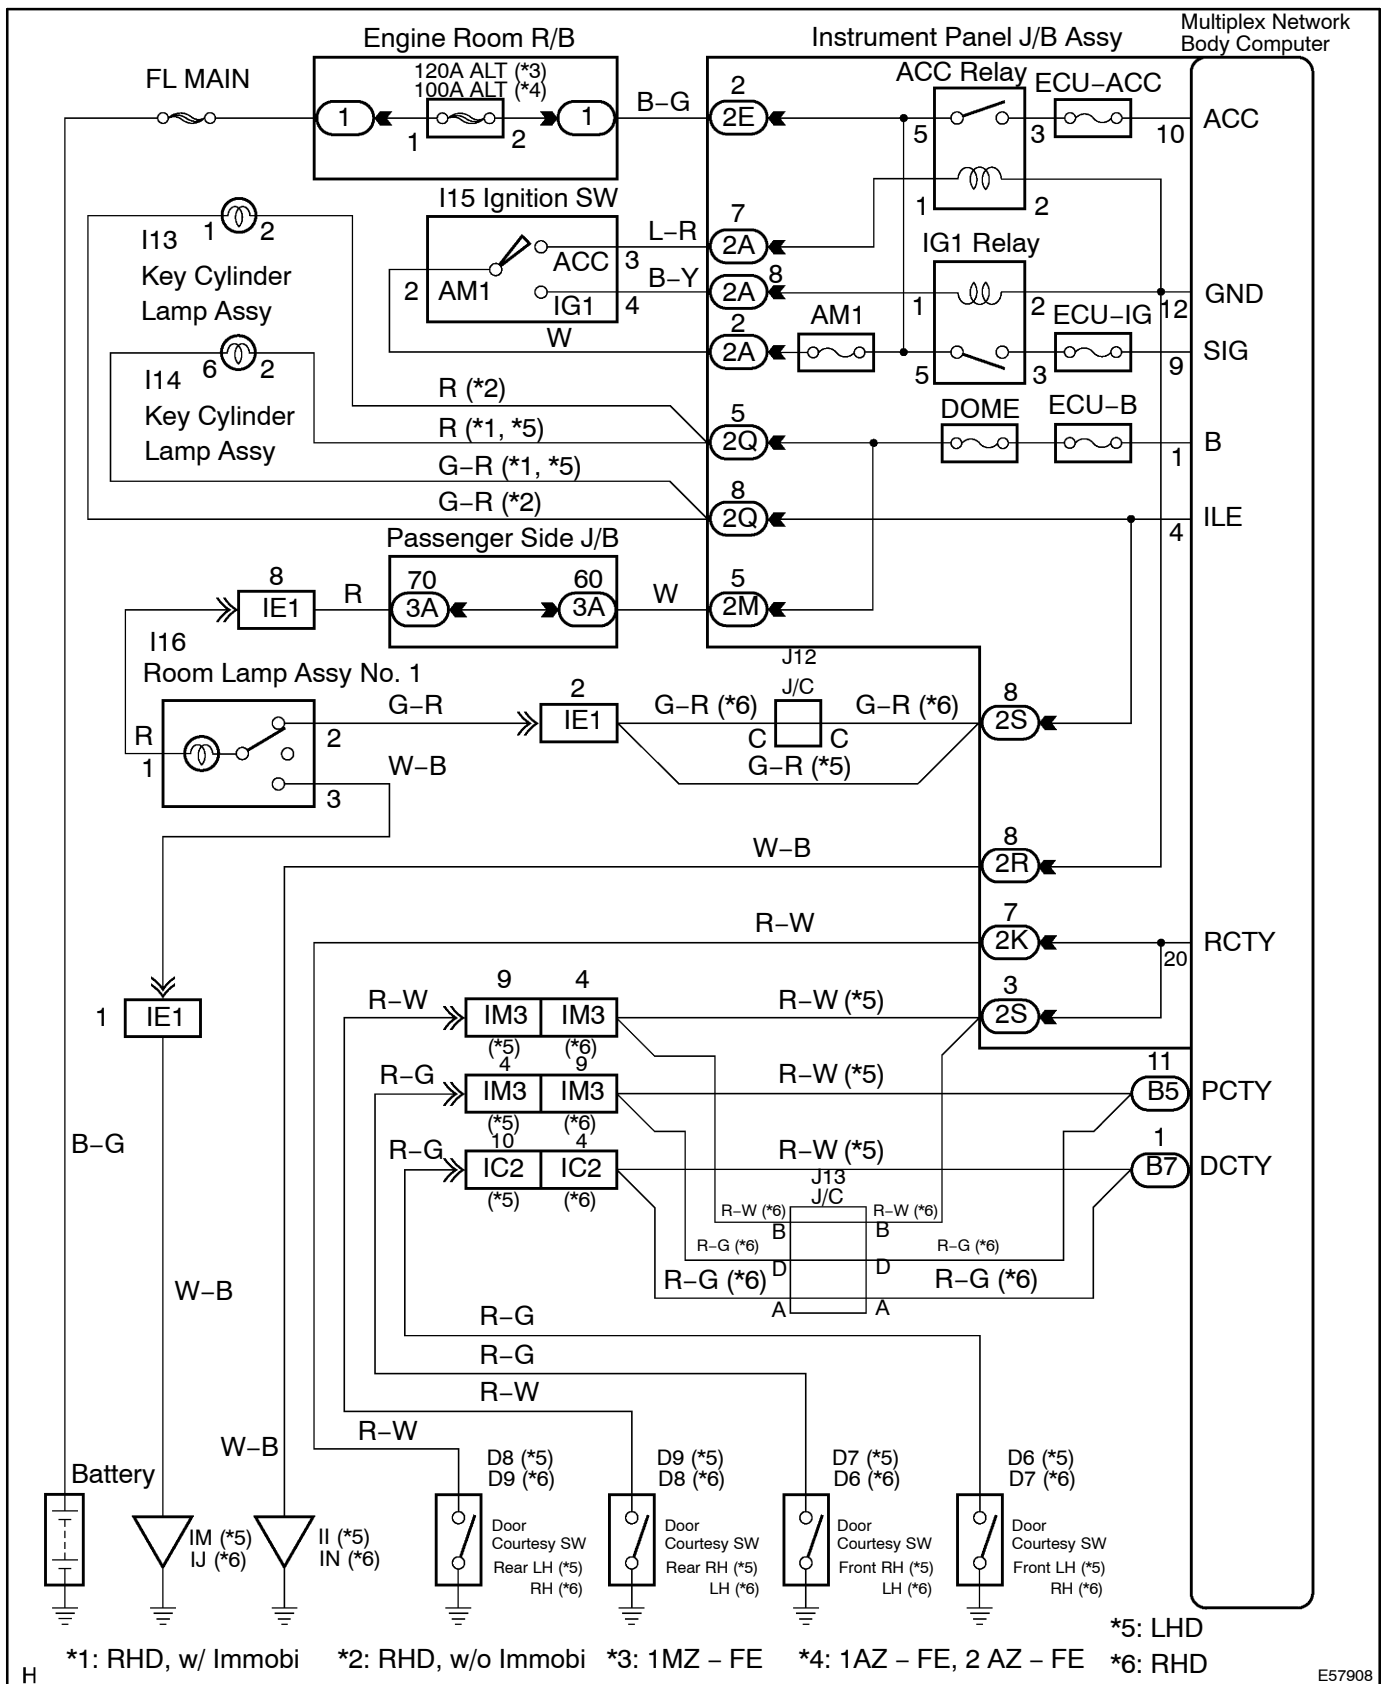 Multiplex Network
Body Computer
Engine Room R/B
Instrument Panel J/B Assy
FL MAIN
120A ALT (*3)
100A ALT (*4)
1
1
2
1
B–G
2
2E
ACC Relay
5
3
1
2
ECU–ACC
10
ACC
I15 Ignition SW
2
AM1
ACC
IG1
3
4
L–R
B–Y
W
7
2A
8
2A
2
2A
IG1 Relay
1
2
5
3
12
GND
AM1
ECU–IG
9
SIG
1
2
I13
Key Cylinder
Lamp Assy
6
2
I14
Key Cylinder
Lamp Assy
R (*2)
R (*1, *5)
G–R (*1, *5)
G–R (*2)
5
2Q
DOME
ECU–B
1
B
8
2Q
4
ILE
Passenger Side J/B
8
IE1
R
70
3A
60
3A
W
5
2M
I16
Room Lamp Assy No. 1
R
1
2
3
G–R
W–B
2
IE1
G–R (*6)
J12
J/C
C
C
G–R (*6)
G–R (*5)
8
2S
W–B
8
2R
R–W
7
2K
20
RCTY
1
IE1
R–W
9
4
IM3
IM3
(*5)
(*6)
R–W (*5)
3
2S
R–G
4
9
IM3
IM3
(*5)
(*6)
R–W (*5)
11
B5
PCTY
R–G
10
4
IC2
IC2
(*5)
(*6)
R–W (*5)
1
B7
DCTY
J13
J/C
R–W (*6)
R–W (*6)
B
B
R–G (*6)
R–G (*6)
D
D
R–G (*6)
R–G (*6)
A
A
B–G
W–B
R–G
R–G
R–W
R–W
W–B
Battery
IM (*5)
IJ (*6)
II (*5)
IN (*6)
D8 (*5)
D9 (*6)
Door
Courtesy SW
Rear LH (*5)
RH (*6)
D9 (*5)
D8 (*6)
Door
Courtesy SW
Rear RH (*5)
LH (*6)
D7 (*5)
D6 (*6)
Door
Courtesy SW
Front RH (*5)
LH (*6)
D6 (*5)
D7 (*6)
Door
Courtesy SW
Front LH (*5)
RH (*6)
*1: RHD, w/ Immobi
*2: RHD, w/o Immobi
*3: 1MZ – FE
*4: 1AZ – FE, 2 AZ – FE
*5: LHD
*6: RHD
H
E57908